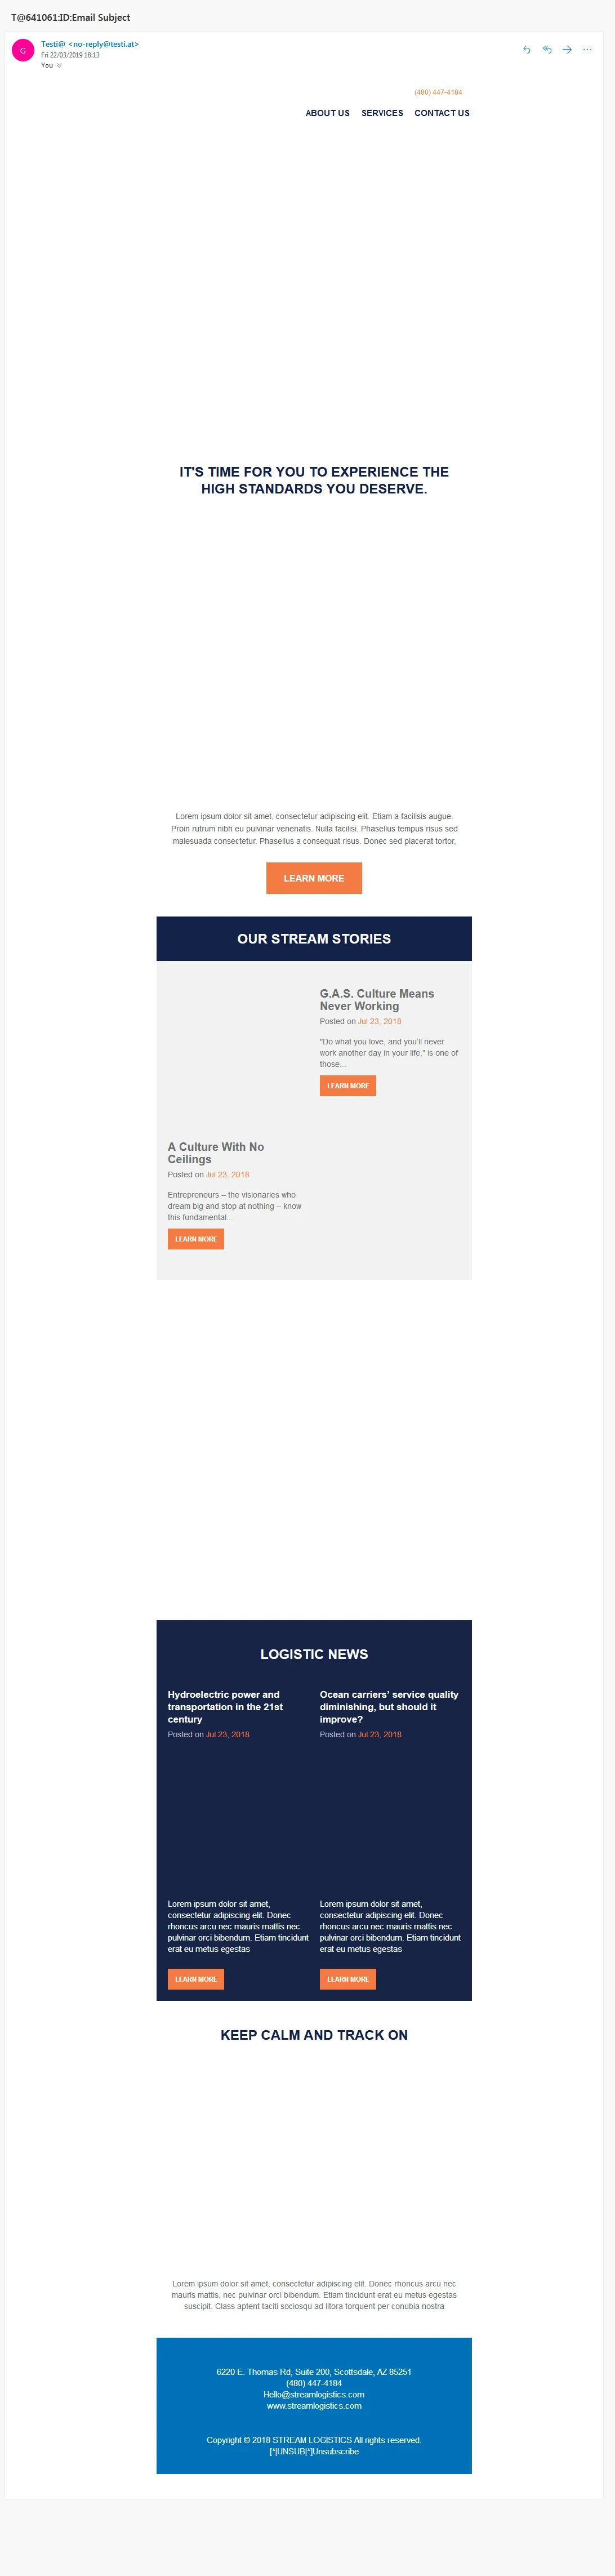 T@641061:ID:Email Subject
G
Testi@ <no-reply@testi.at>
Fri 22/03/2019 18:13
You
(480) 447-4184
ABOUT US SERVICES CONTACT US
IT'S TIME FOR YOU TO EXPERIENCE THE
HIGH STANDARDS YOU DESERVE.
Lorem ipsum dolor sit amet, consectetur adipiscing elit. Etiam a facilisis augue.
Proin rutrum nibh eu pulvinar venenatis. Nulla facilisi. Phasellus tempus risus sed
malesuada consectetur. Phasellus a consequat risus. Donec sed placerat tortor,
LEARN MORE
OUR STREAM STORIES
G.A.S. Culture Means
Never Working
Posted on Jul 23, 2018
"Do what you love, and you'll never
work another day in your life," is one of
those...
LEARN MORE
A Culture With No
Ceilings
Posted on Jul 23, 2018
Entrepreneurs – the visionaries who
dream big and stop at nothing – know
this fundamental...
LEARN MORE
LOGISTIC NEWS
Hydroelectric power and
transportation in the 21st
century
Posted on Jul 23, 2018
Ocean carriers' service quality
diminishing, but should it
improve?
Posted on Jul 23, 2018
Lorem ipsum dolor sit amet,
consectetur adipiscing elit. Donec
rhoncus arcu nec mauris mattis nec
pulvinar orci bibendum. Etiam tincidunt
erat eu metus egestas
LEARN MORE
Lorem ipsum dolor sit amet,
consectetur adipiscing elit. Donec
rhoncus arcu nec mauris mattis nec
pulvinar orci bibendum. Etiam tincidunt
erat eu metus egestas
LEARN MORE
KEEP CALM AND TRACK ON
Lorem ipsum dolor sit amet, consectetur adipiscing elit. Donec rhoncus arcu nec
mauris mattis, nec pulvinar orci bibendum. Etiam tincidunt erat eu metus egestas
suscipit. Class aptent taciti sociosqu ad litora torquent per conubia nostra
6220 E. Thomas Rd, Suite 200, Scottsdale, AZ 85251
(480) 447-4184
Hello@streamlogistics.com
www.streamlogistics.com
Copyright © 2018 STREAM LOGISTICS All rights reserved.
[*|UNSUB|*]Unsubscribe